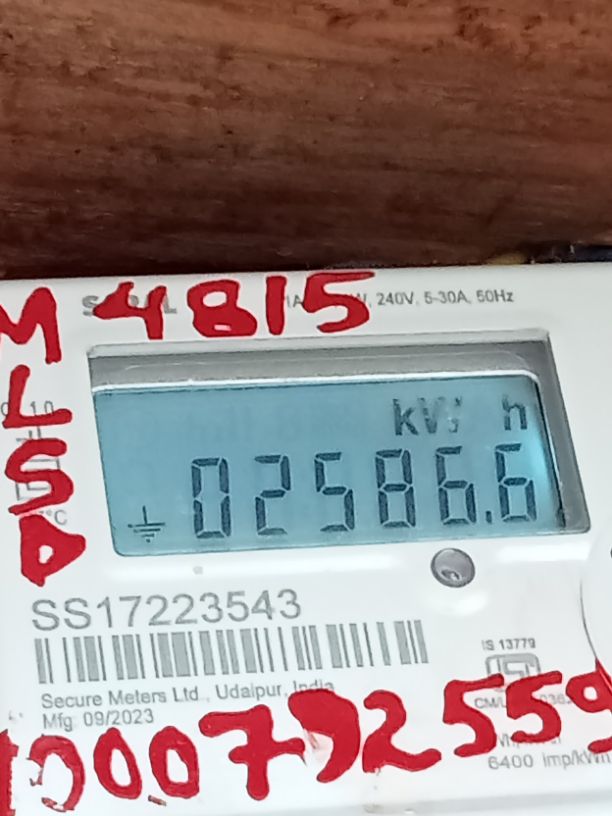 M 4815
240V, 5-30A, 50Hz
L
S
D
kW h
02586.6
SS17223543
IS 13779
Secure Meters Ltd., Udaipur, India
Mfg: 09/2023
1000792559
6400 imp/kWh